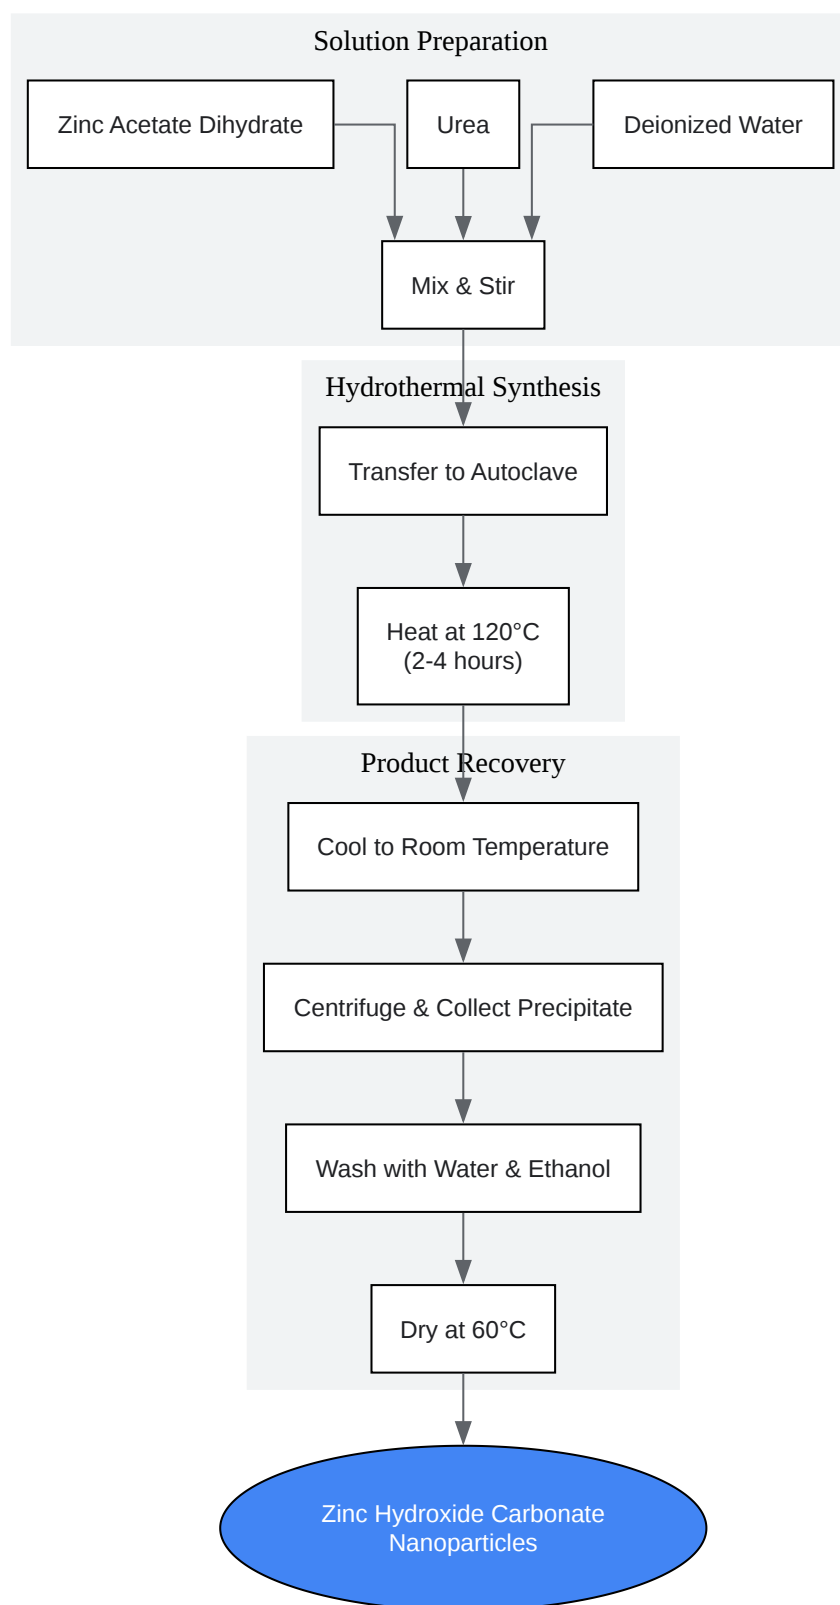 Solution Preparation
Zinc Acetate Dihydrate
Urea
Deionized Water
Mix & Stir
Hydrothermal Synthesis
Transfer to Autoclave
Heat at 120°C
(2-4 hours)
Product Recovery
Cool to Room Temperature
Centrifuge & Collect Precipitate
Wash with Water & Ethanol
Dry at 60°C
Zinc Hydroxide Carbonate
Nanoparticles